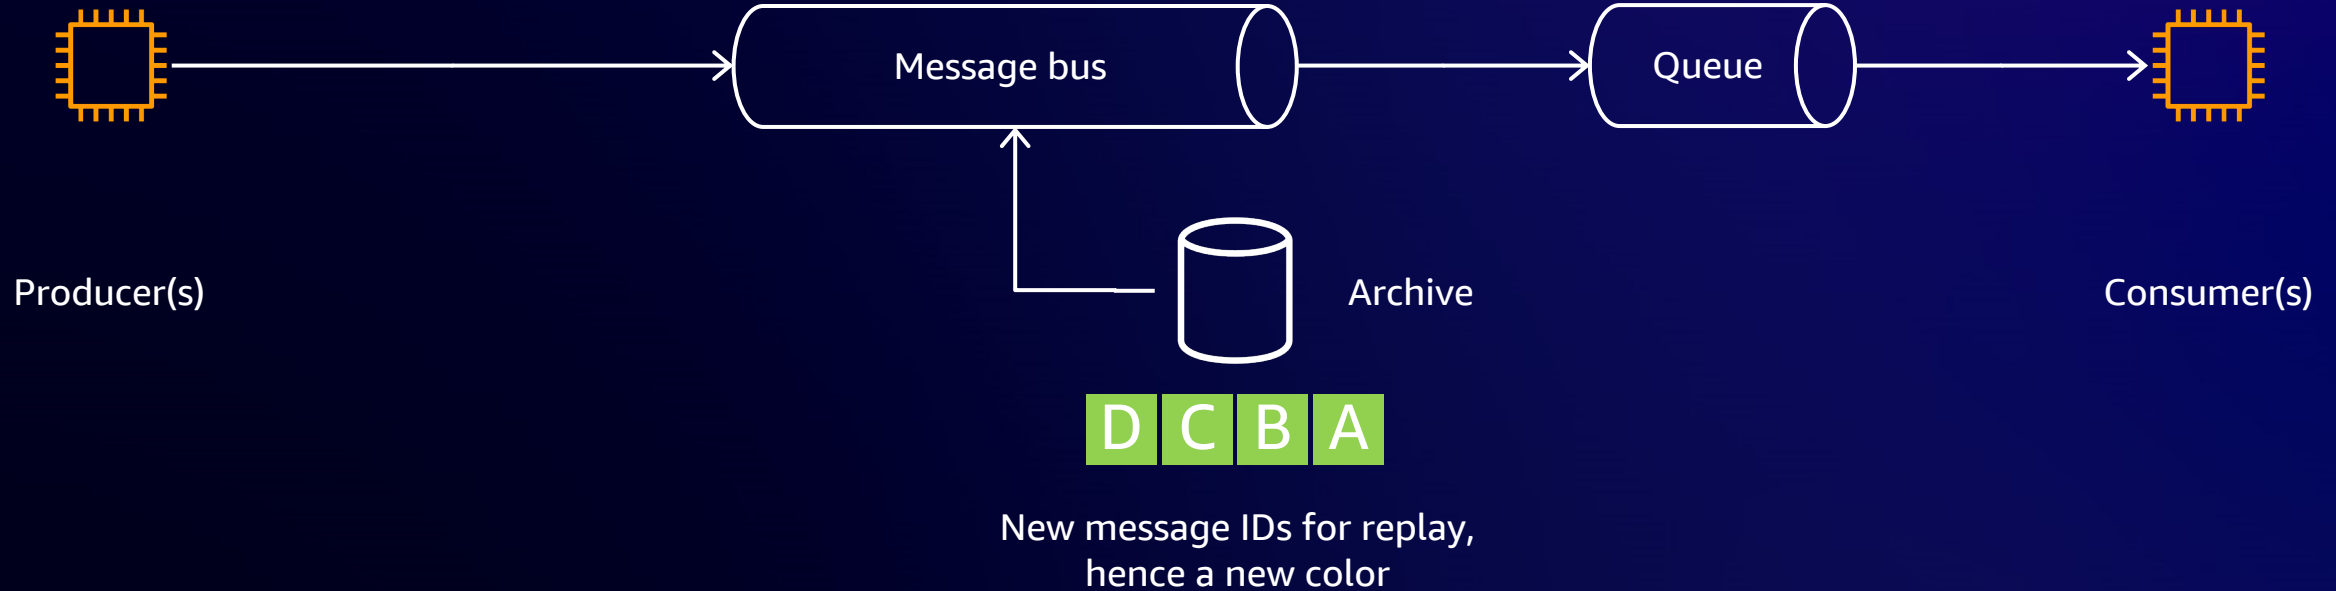 Message bus
Queue
Producer(s)
Archive
Consumer(s)
D C B A
New message IDs for replay,
hence a new color